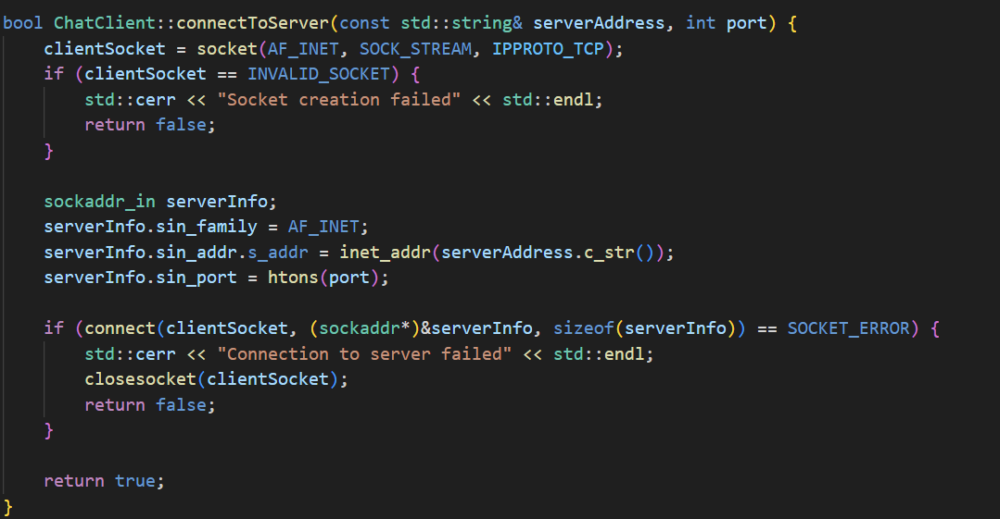 bool ChatClient::connectToServer(const std::string& serverAddress, int port) {
    clientSocket = socket(AF_INET, SOCK_STREAM, IPPROTO_TCP);
    if (clientSocket == INVALID_SOCKET) {
        std::cerr << "Socket creation failed" << std::endl;
        return false;
    }

    sockaddr_in serverInfo;
    serverInfo.sin_family = AF_INET;
    serverInfo.sin_addr.s_addr = inet_addr(serverAddress.c_str());
    serverInfo.sin_port = htons(port);

    if (connect(clientSocket, (sockaddr*)&serverInfo, sizeof(serverInfo)) == SOCKET_ERROR) {
        std::cerr << "Connection to server failed" << std::endl;
        closesocket(clientSocket);
        return false;
    }

    return true;
}